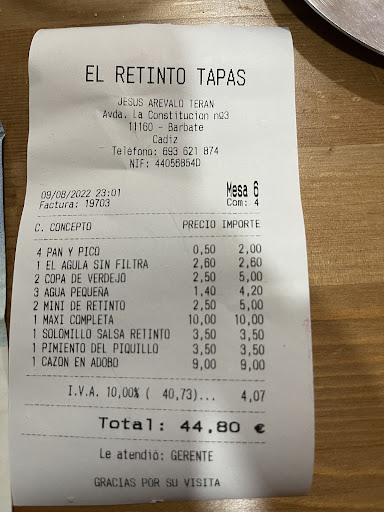 EL RETINTO TAPAS
JESUS AREVALO TERAN
Avda. La Constitucion nº3
11160 - Barbate
Cadiz
Telefono: 693 621 874
NIF: 44056854D
09/08/2022 23:01 Mesa 6
Factura: 19703 Com: 4
C. CONCEPTO PRECIO IMPORTE
4 PAN Y PICO 0,50 2,00
1 EL AGULA SIN FILTRA 2,60 2,60
2 COPA DE VERDEJO 2,50 5,00
3 AGUA PEQUEÑA 1,40 4,20
2 MINI DE RETINTO 2,50 5,00
1 MAXI COMPLETA 10,00 10,00
1 SOLOMILLO SALSA RETINTO 3,50 3,50
1 PIMIENTO DEL PIQUILLO 3,50 3,50
1 CAZON EN ADOBO 9,00 9,00
I.V.A. 10,00% ( 40,73)... 4,07
Total: 44,80 €
Le atendió: GERENTE
GRACIAS POR SU VISITA